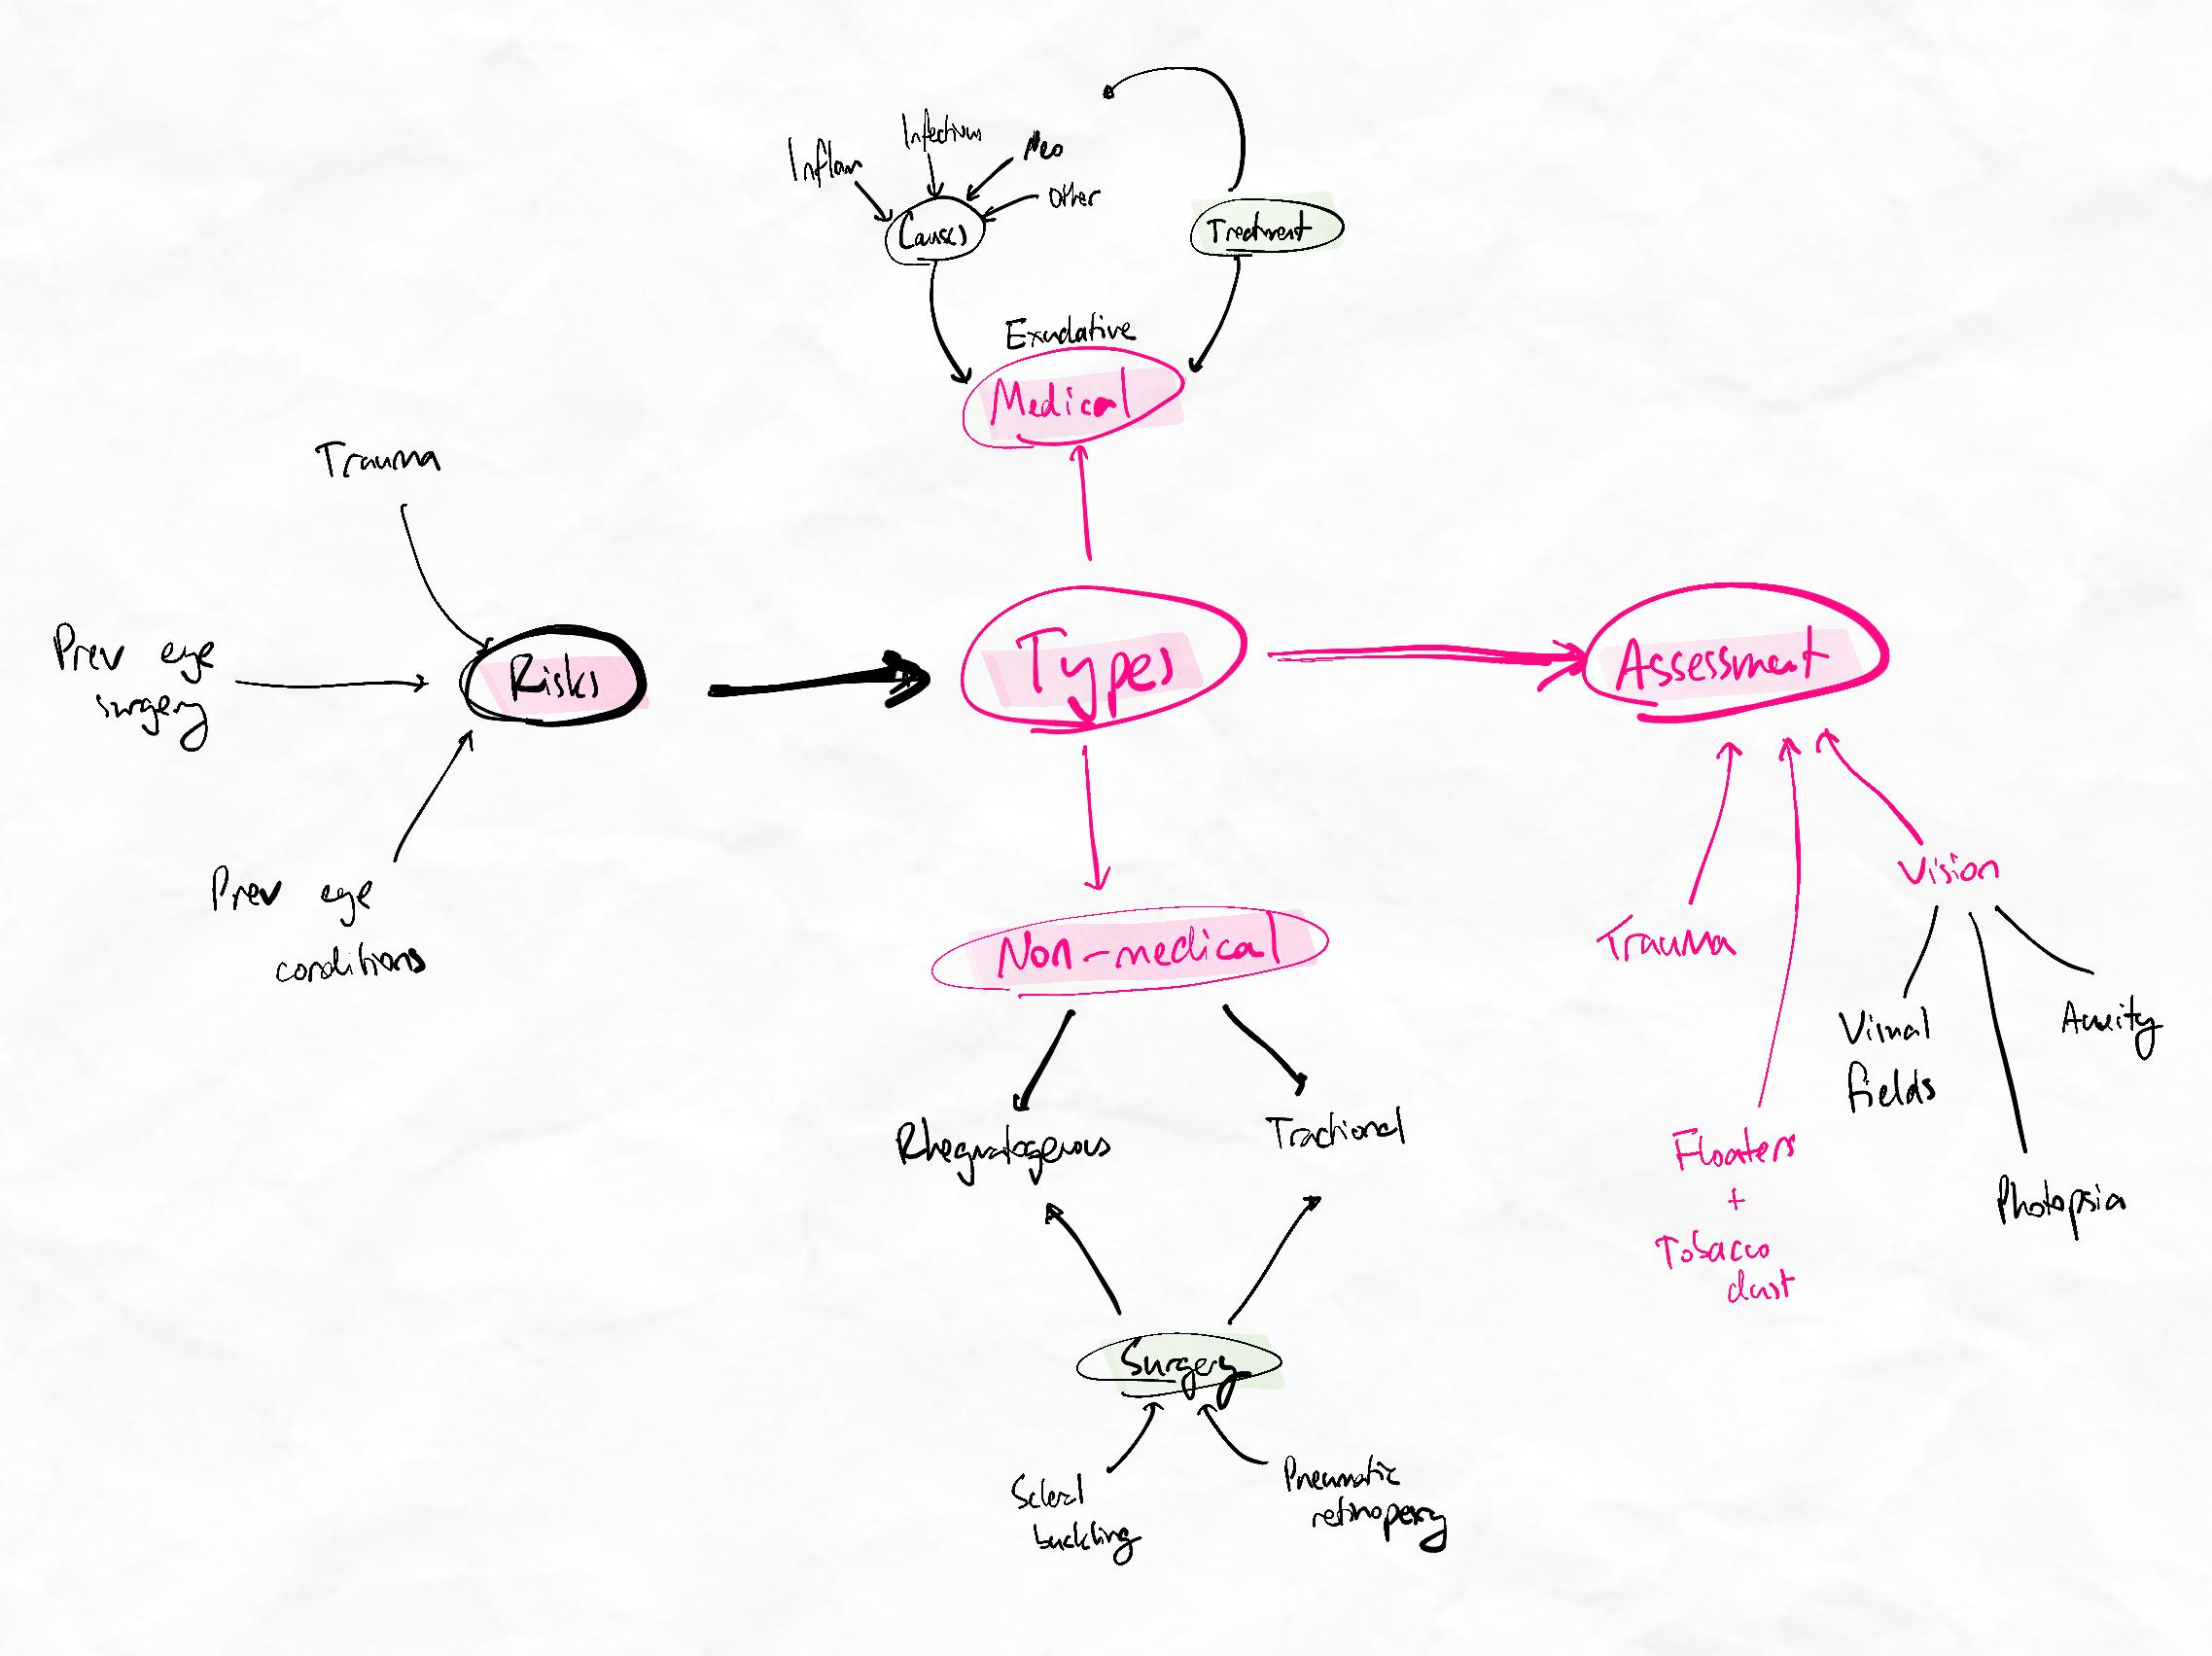 Infectious
Neo
Inflam
Other
Causes
Treatment
Exudative
Medical
Trauma
Prev eye
surgery
Risks
Types
Assessment
Prev eye
conditions
Vision
Non-medical
Trauma
Visual
fields
Acuity
Rhegmatogenous
Tractional
Floaters
+
Tobacco
dust
Photopsia
Surgery
Scleral
buckling
Pneumatic
retinopexy